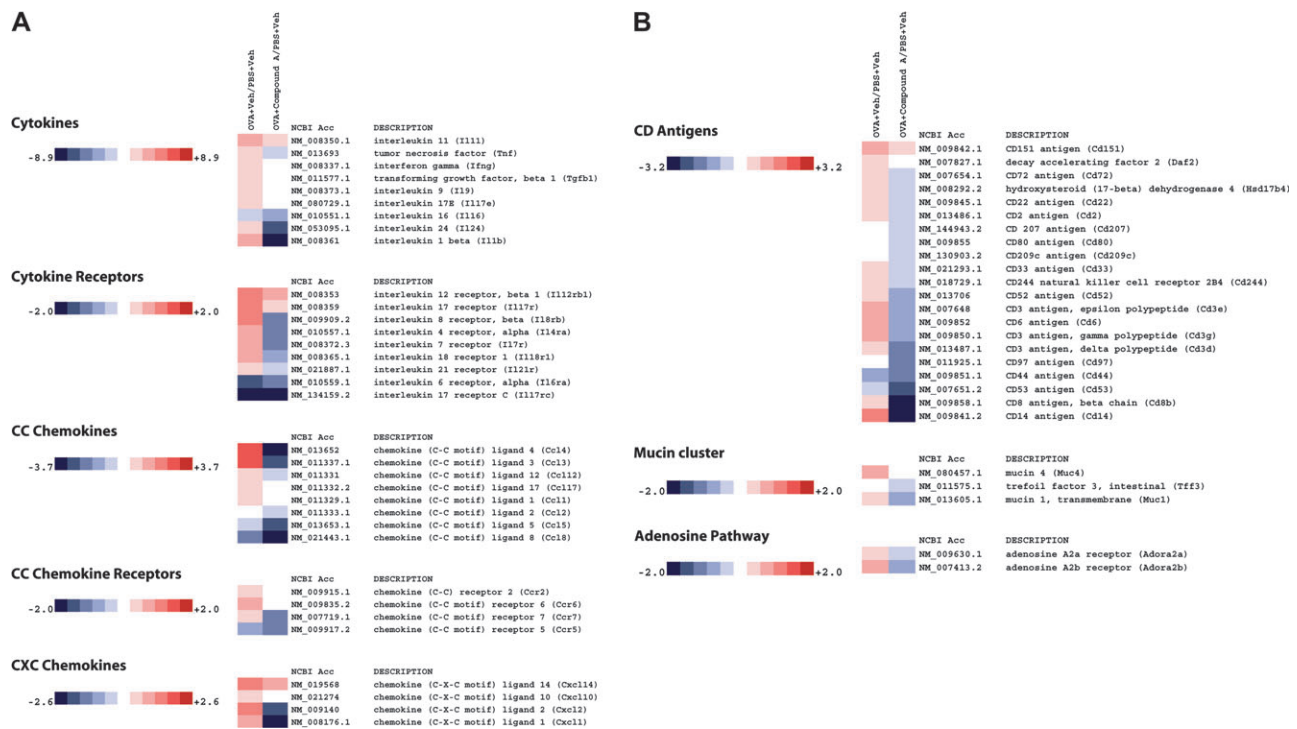 A
OVA+Veh/PBS+Veh
OVA+Compound A/PBS+Veh
Cytokines
-8.9 +8.9
NCBI Acc DESCRIPTION
NM_008350.1 interleukin 11 (Il11)
NM_013693 tumor necrosis factor (Tnf)
NM_008337.1 interferon gamma (Ifng)
NM_011577.1 transforming growth factor, beta 1 (Tgfb1)
NM_008373.1 interleukin 9 (Il9)
NM_080729.1 interleukin 17E (Il17e)
NM_010551.1 interleukin 16 (Il16)
NM_053095.1 interleukin 24 (Il24)
NM_008361 interleukin 1 beta (Il1b)
Cytokine Receptors
-2.0 +2.0
NCBI Acc DESCRIPTION
NM_008353 interleukin 12 receptor, beta 1 (Il12rb1)
NM_008359 interleukin 17 receptor (Il17r)
NM_009909.2 interleukin 8 receptor, beta (Il8rb)
NM_010557.1 interleukin 4 receptor, alpha (Il4ra)
NM_008372.3 interleukin 7 receptor (Il7r)
NM_008365.1 interleukin 18 receptor 1 (Il18r1)
NM_021887.1 interleukin 21 receptor (Il21r)
NM_010559.1 interleukin 6 receptor, alpha (Il6ra)
NM_134159.2 interleukin 17 receptor C (Il17rc)
CC Chemokines
-3.7 +3.7
NCBI Acc DESCRIPTION
NM_013652 chemokine (C-C motif) ligand 4 (Ccl4)
NM_011337.1 chemokine (C-C motif) ligand 3 (Ccl3)
NM_011331 chemokine (C-C motif) ligand 12 (Ccl12)
NM_011332.2 chemokine (C-C motif) ligand 17 (Ccl17)
NM_011329.1 chemokine (C-C motif) ligand 1 (Ccl1)
NM_011333.1 chemokine (C-C motif) ligand 2 (Ccl2)
NM_013653.1 chemokine (C-C motif) ligand 5 (Ccl5)
NM_021443.1 chemokine (C-C motif) ligand 8 (Ccl8)
CC Chemokine Receptors
-2.0 +2.0
NCBI Acc DESCRIPTION
NM_009915.1 chemokine (C-C) receptor 2 (Ccr2)
NM_009835.2 chemokine (C-C motif) receptor 6 (Ccr6)
NM_007719.1 chemokine (C-C motif) receptor 7 (Ccr7)
NM_009917.2 chemokine (C-C motif) receptor 5 (Ccr5)
CXC Chemokines
-2.6 +2.6
NCBI Acc DESCRIPTION
NM_019568 chemokine (C-X-C motif) ligand 14 (Cxcl14)
NM_021274 chemokine (C-X-C motif) ligand 10 (Cxcl10)
NM_009140 chemokine (C-X-C motif) ligand 2 (Cxcl2)
NM_008176.1 chemokine (C-X-C motif) ligand 1 (Cxcl1)
B
OVA+Veh/PBS+Veh
OVA+Compound A/PBS+Veh
CD Antigens
-3.2 +3.2
NCBI Acc DESCRIPTION
NM_009842.1 CD151 antigen (Cd151)
NM_007827.1 decay accelerating factor 2 (Daf2)
NM_007654.1 CD72 antigen (Cd72)
NM_008292.2 hydroxysteroid (17-beta) dehydrogenase 4 (Hsd17b4)
NM_009845.1 CD22 antigen (Cd22)
NM_013486.1 CD2 antigen (Cd2)
NM_144943.2 CD 207 antigen (Cd207)
NM_009855 CD80 antigen (Cd80)
NM_130903.2 CD209c antigen (Cd209c)
NM_021293.1 CD33 antigen (Cd33)
NM_018729.1 CD244 natural killer cell receptor 2B4 (Cd244)
NM_013706 CD52 antigen (Cd52)
NM_007648 CD3 antigen, epsilon polypeptide (Cd3e)
NM_009852 CD6 antigen (Cd6)
NM_009850.1 CD3 antigen, gamma polypeptide (Cd3g)
NM_013487.1 CD3 antigen, delta polypeptide (Cd3d)
NM_011925.1 CD97 antigen (Cd97)
NM_009851.1 CD44 antigen (Cd44)
NM_007651.2 CD53 antigen (Cd53)
NM_009858.1 CD8 antigen, beta chain (Cd8b)
NM_009841.2 CD14 antigen (Cd14)
Mucin cluster
-2.0 +2.0
NCBI Acc DESCRIPTION
NM_080457.1 mucin 4 (Muc4)
NM_011575.1 trefoil factor 3, intestinal (Tff3)
NM_013605.1 mucin 1, transmembrane (Muc1)
Adenosine Pathway
-2.0 +2.0
NCBI Acc DESCRIPTION
NM_009630.1 adenosine A2a receptor (Adora2a)
NM_007413.2 adenosine A2b receptor (Adora2b)